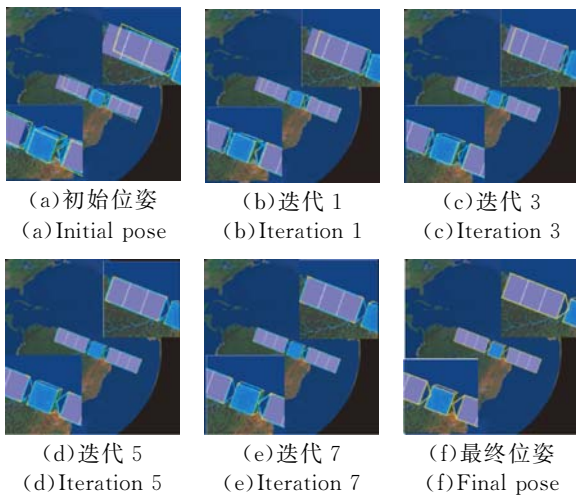 (a)初始位姿
(a)Initial pose
(b)迭代 1
(b)Iteration 1
(c)迭代 3
(c)Iteration 3
(d)迭代 5
(d)Iteration 5
(e)迭代 7
(e)Iteration 7
(f)最终位姿
(f)Final pose